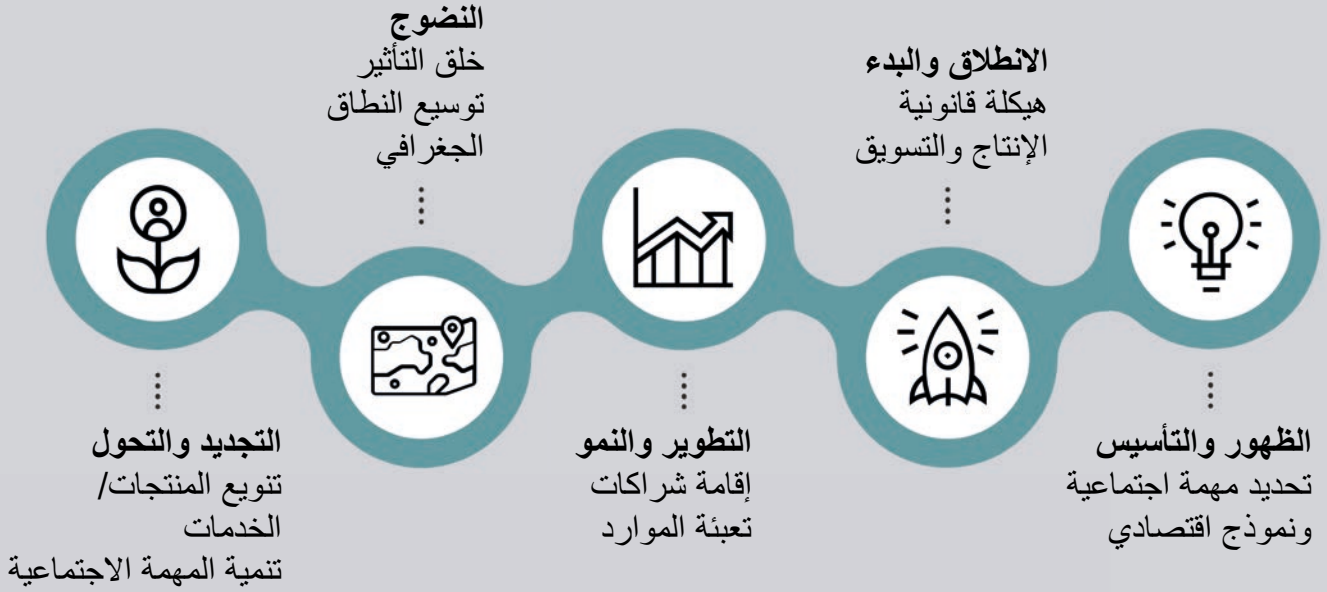 الظهور والتأسيس
تحديد مهمة اجتماعية
ونموذج اقتصادي
الانطلاق والبدء
هيكلة قانونية
الإنتاج والتسويق
التطوير والنمو
إقامة شراكات
تعبئة الموارد
النضوج
خلق التأثير
توسيع النطاق
الجغرافي
التجديد والتحول
تنويع المنتجات/
الخدمات
تنمية المهمة الاجتماعية